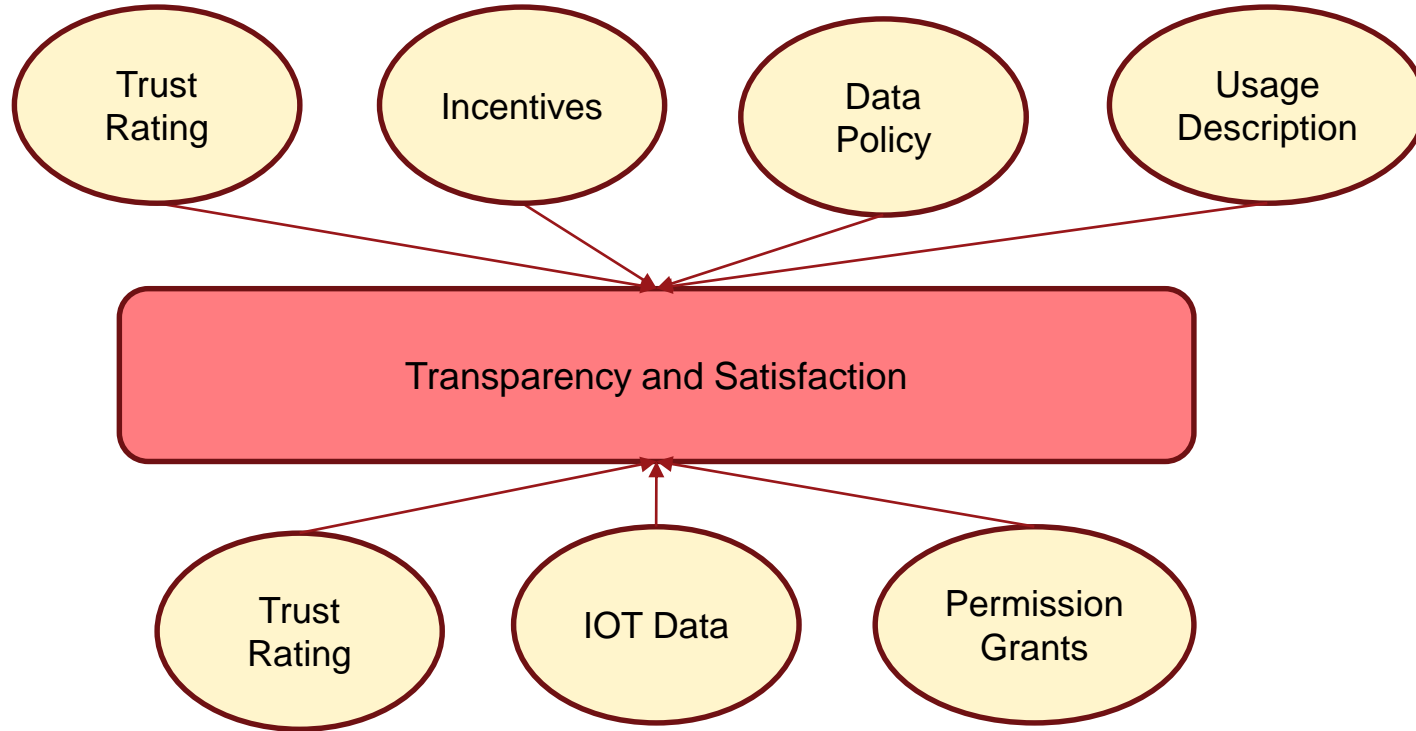 Trust
Rating
Incentives
Data
Policy
Usage
Description
Transparency and Satisfaction
Trust
Rating
IOT Data
Permission
Grants